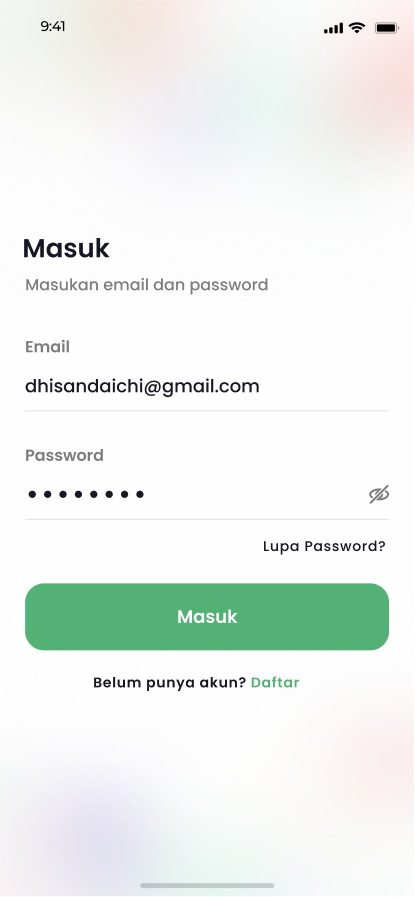 9:41
Masuk
Masukan email dan password
Email
dhisandaichi@gmail.com
Password
••••••••
Lupa Password?
Masuk
Belum punya akun? Daftar